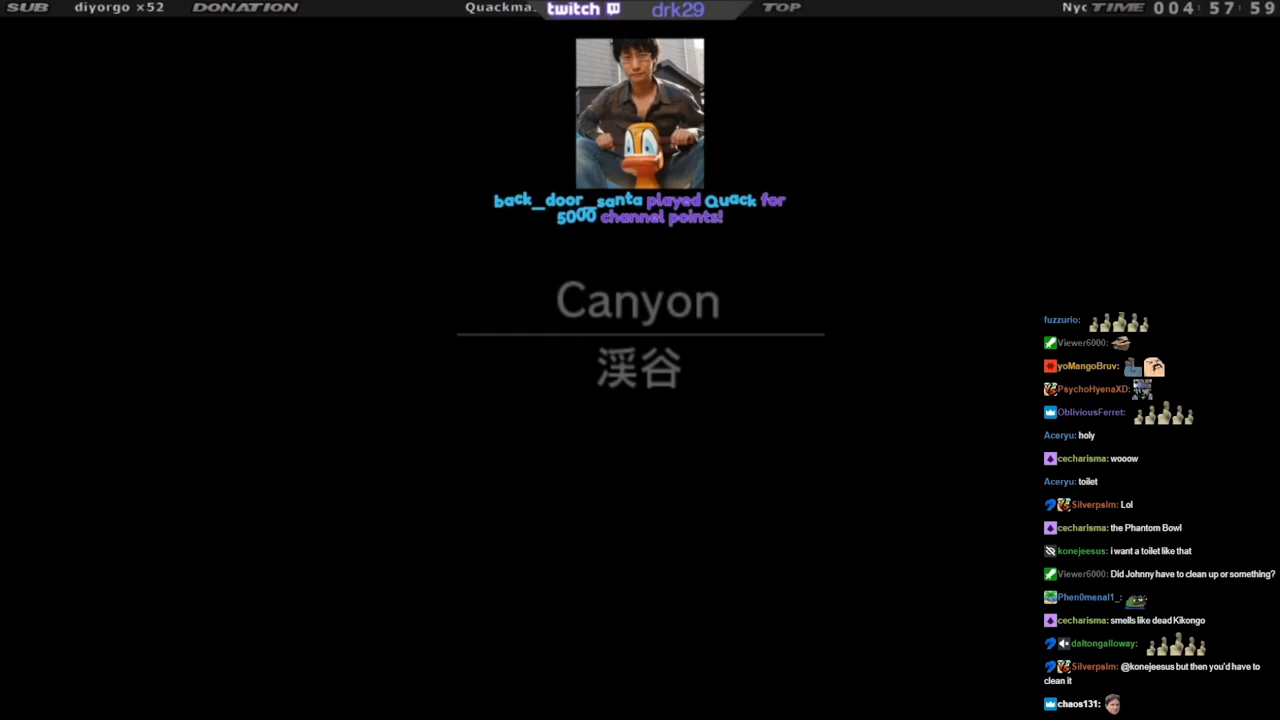 SUB diyorgo ×52 DONATION Quackma. twitch drk29 TOP Nyc TIME 004:57:59
back_door_santa played Quack for
5000 channel points!
Canyon
渓谷
fuzzurio:
Viewer6000:
yoMangoBruv:
PsychoHyenaXD:
ObliviousFerret:
Aceryu: holy
cecharisma: wooow
Aceryu: toilet
Silverpslm: Lol
cecharisma: the Phantom Bowl
konejeesus: i want a toilet like that
Viewer6000: Did Johnny have to clean up or something?
Phen0menal1_:
cecharisma: smells like dead Kikongo
daltongalloway:
Silverpslm: @konejeesus but then you'd have to
clean it
chaos131: